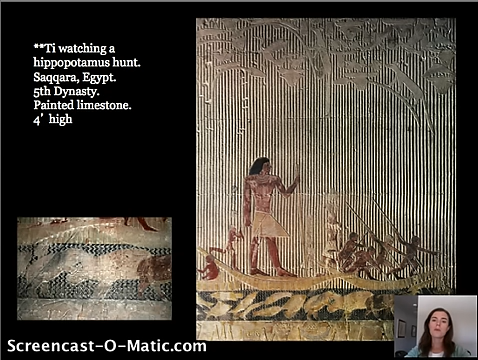 **Ti watching a
hippopotamus hunt.
Saqqara, Egypt.
5th Dynasty.
Painted limestone.
4' high
Screencast-O-Matic.com